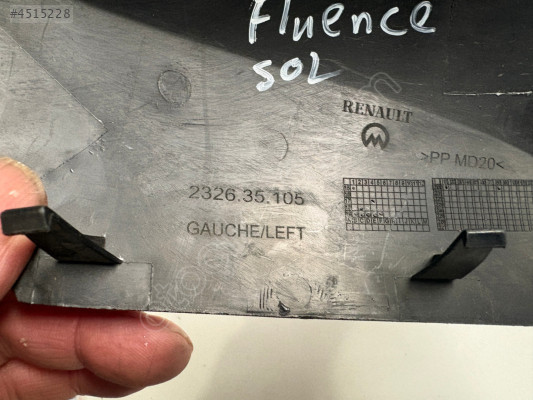 #4515228
Fluence
SOL
RENAULT
>PP MD20<
2326.35.105
GAUCHE/LEFT